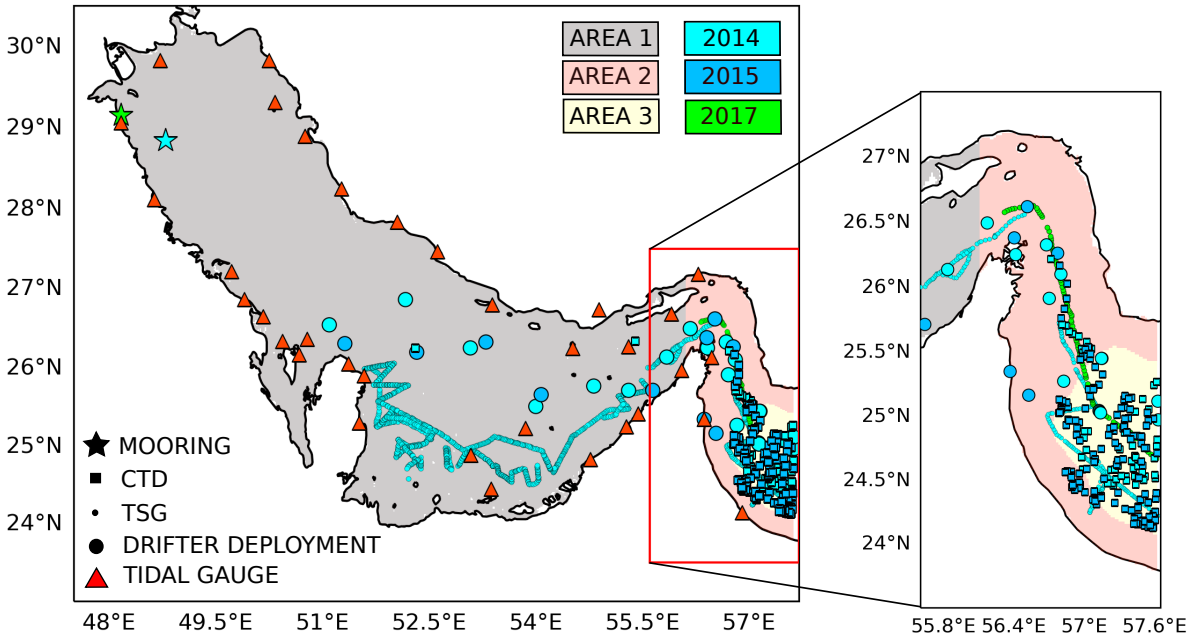 30°N
29°N
28°N
27°N
26°N
25°N
24°N
48°E 49.5°E 51°E 52.5°E 54°E 55.5°E 57°E
AREA 1 2014
AREA 2 2015
AREA 3 2017
MOORING
CTD
TSG
DRIFTER DEPLOYMENT
TIDAL GAUGE
27°N
26.5°N
26°N
25.5°N
25°N
24.5°N
24°N
55.8°E 56.4°E 57°E 57.6°E